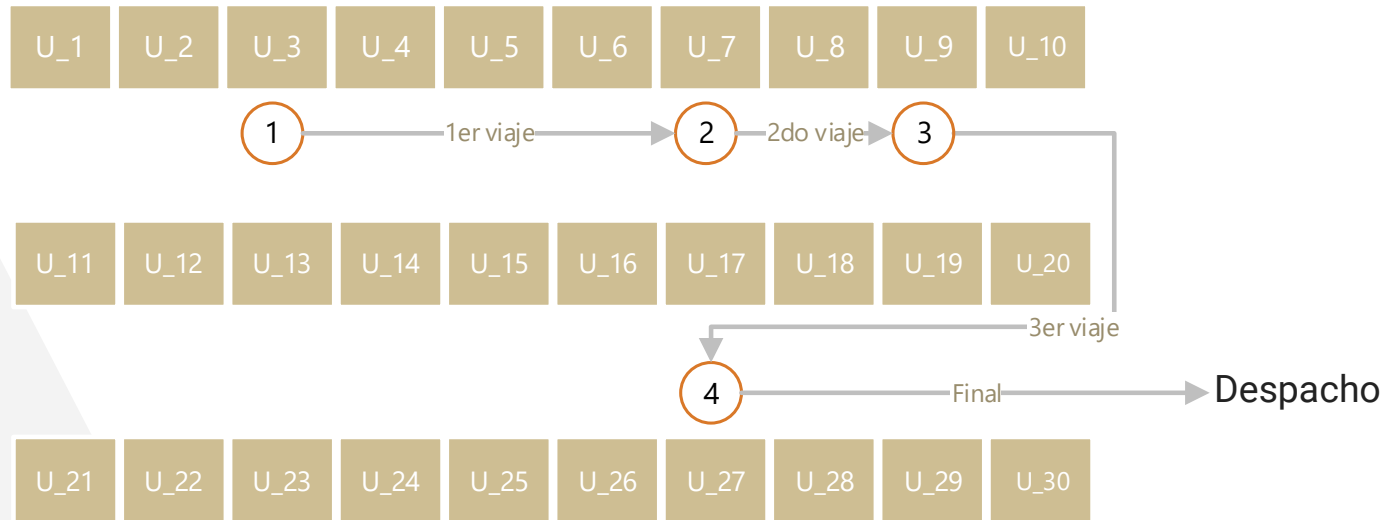 U_1 U_2 U_3 U_4 U_5 U_6 U_7 U_8 U_9 U_10
1 1er viaje 2 2do viaje 3
U_11 U_12 U_13 U_14 U_15 U_16 U_17 U_18 U_19 U_20
3er viaje
4 Final Despacho
U_21 U_22 U_23 U_24 U_25 U_26 U_27 U_28 U_29 U_30